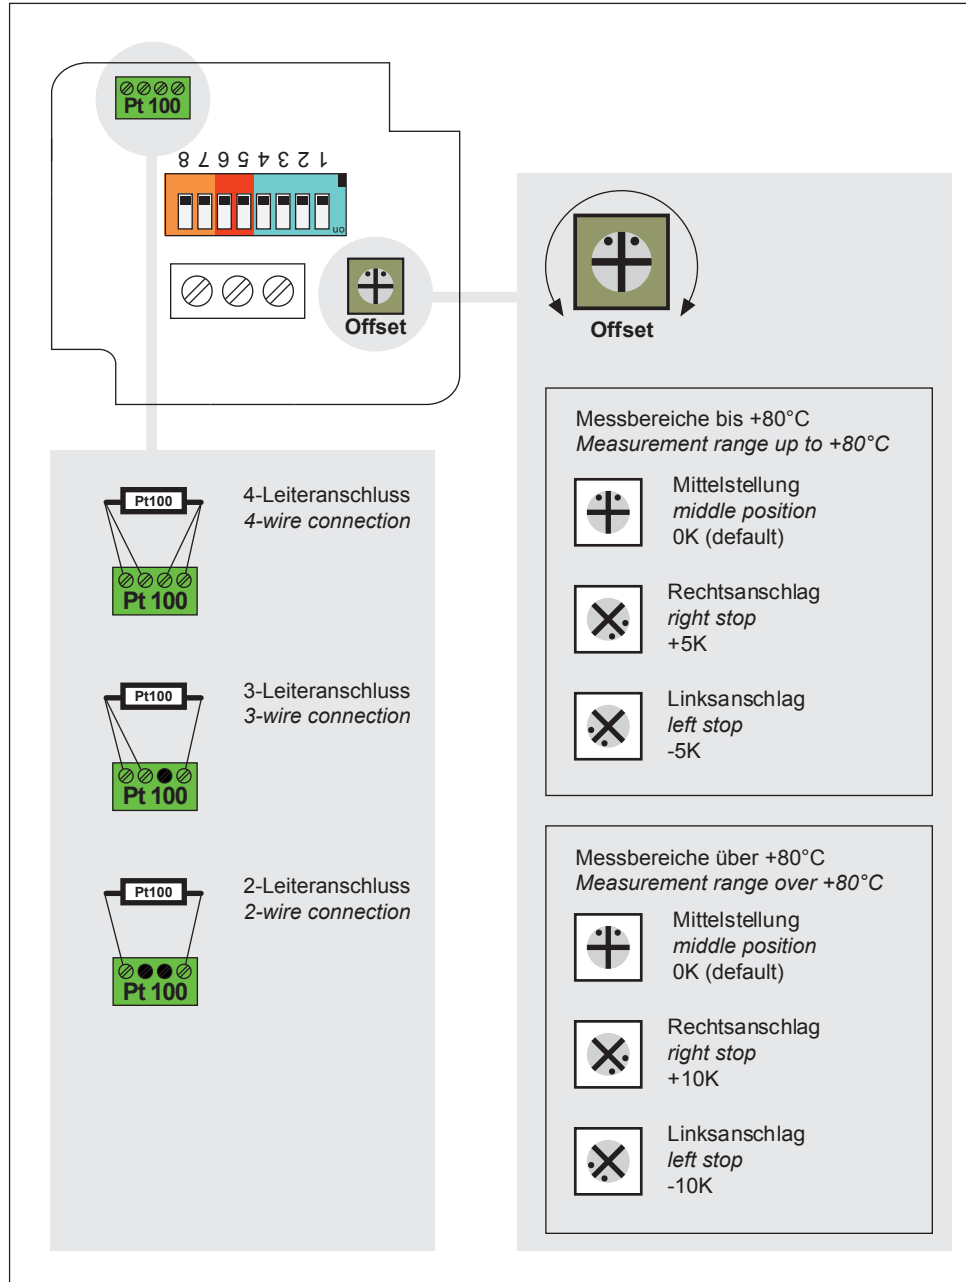 Pt 100
8 7 6 5 4 3 2 1
on
Offset
Offset
4-Leiteranschluss
4-wire connection
Pt100
Pt 100
3-Leiteranschluss
3-wire connection
Pt100
Pt 100
2-Leiteranschluss
2-wire connection
Pt100
Pt 100
Messbereiche bis +80°C
Measurement range up to +80°C
Mittelstellung
middle position
0K (default)
Rechtsanschlag
right stop
+5K
Linksanschlag
left stop
-5K
Messbereiche über +80°C
Measurement range over +80°C
Mittelstellung
middle position
0K (default)
Rechtsanschlag
right stop
+10K
Linksanschlag
left stop
-10K